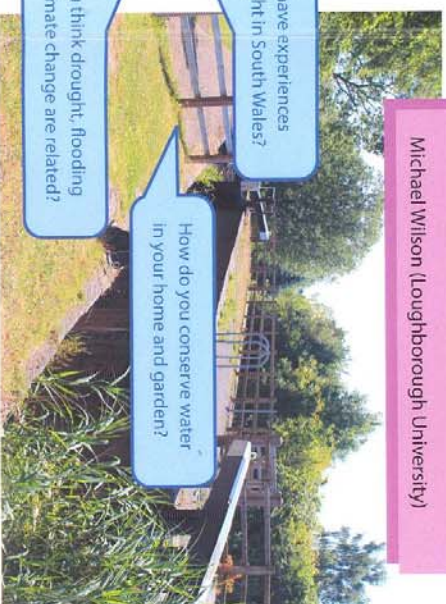 Michael Wilson (Loughborough University)
have experiences
ht in South Wales?
How do you conserve water
in your home and garden?
think drought, flooding
mate change are related?